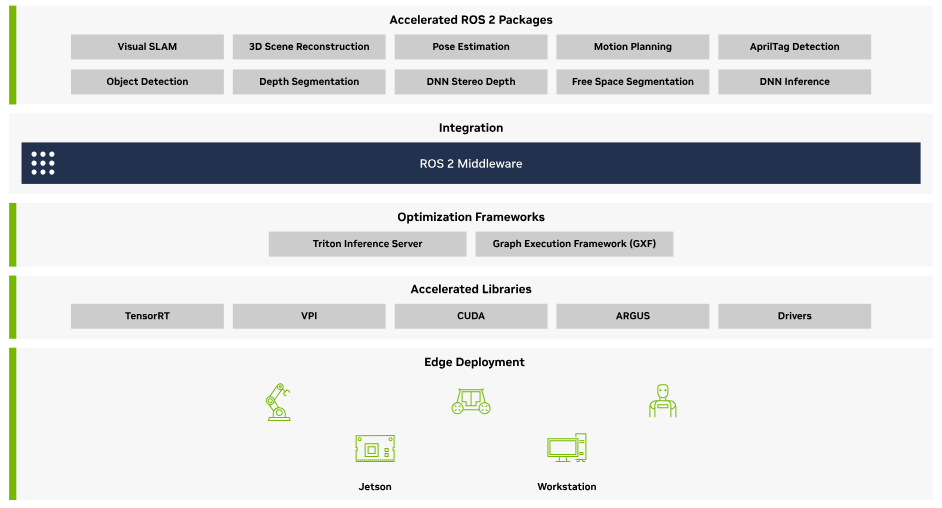 Accelerated ROS 2 Packages
Visual SLAM
3D Scene Reconstruction
Pose Estimation
Motion Planning
AprilTag Detection
Object Detection
Depth Segmentation
DNN Stereo Depth
Free Space Segmentation
DNN Inference
Integration
ROS 2 Middleware
Optimization Frameworks
Triton Inference Server
Graph Execution Framework (GXF)
Accelerated Libraries
TensorRT
VPI
CUDA
ARGUS
Drivers
Edge Deployment
Jetson
Workstation